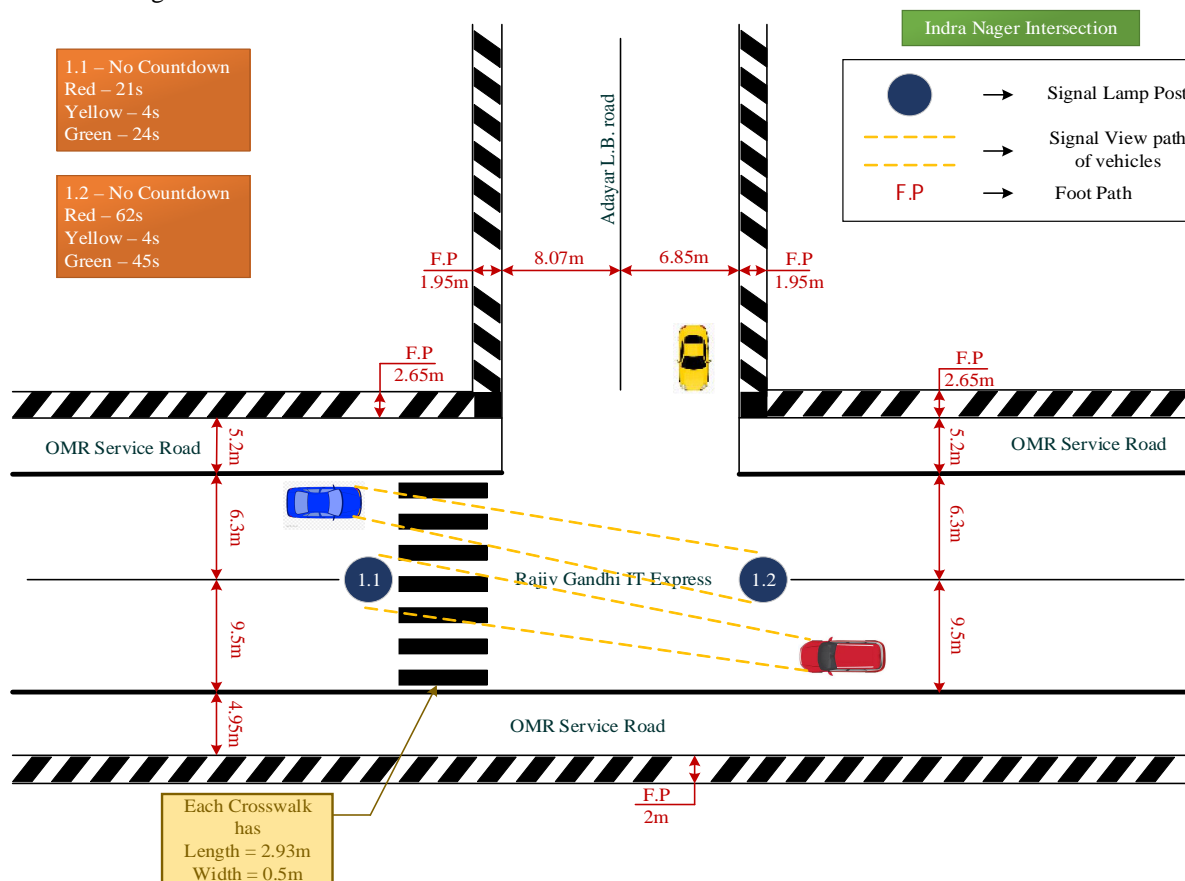 Indra Nager Intersection
1.1 – No Countdown
Red – 21s
Yellow – 4s
Green – 24s
1.2 – No Countdown
Red – 62s
Yellow – 4s
Green – 45s
Signal Lamp Post
Signal View path
of vehicles
F.P
Foot Path
Adayar L.B. road
F.P
1.95m
8.07m
6.85m
F.P
1.95m
F.P
2.65m
F.P
2.65m
OMR Service Road
5.2m
5.2m
OMR Service Road
6.3m
6.3m
1.1
Rajiv Gandhi IT Express
1.2
9.5m
9.5m
4.95m
OMR Service Road
F.P
2m
Each Crosswalk
has
Length = 2.93m
Width = 0.5m